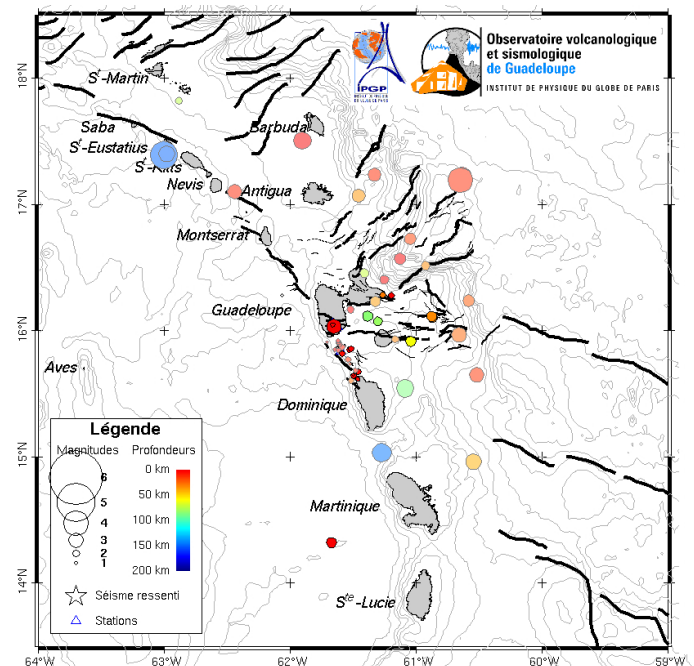 Observatoire volcanologique
et sismologique
de Guadeloupe
INSTITUT DE PHYSIQUE DU GLOBE DE PARIS
IPGP
18°N
17°N
16°N
15°N
14°N
Sᵗ-Martin
Saba
Sᵗ-Eustatius
Sᵗ-Kitts
Nevis
Barbuda
Antigua
Montserrat
Guadeloupe
Aves
Dominique
Martinique
Sᵗᵉ-Lucie
Légende
Magnitudes
Profondeurs
6
5
4
3
2
1
0 km
50 km
100 km
150 km
200 km
Séisme ressenti
Stations
64°W
63°W
62°W
61°W
60°W
59°W